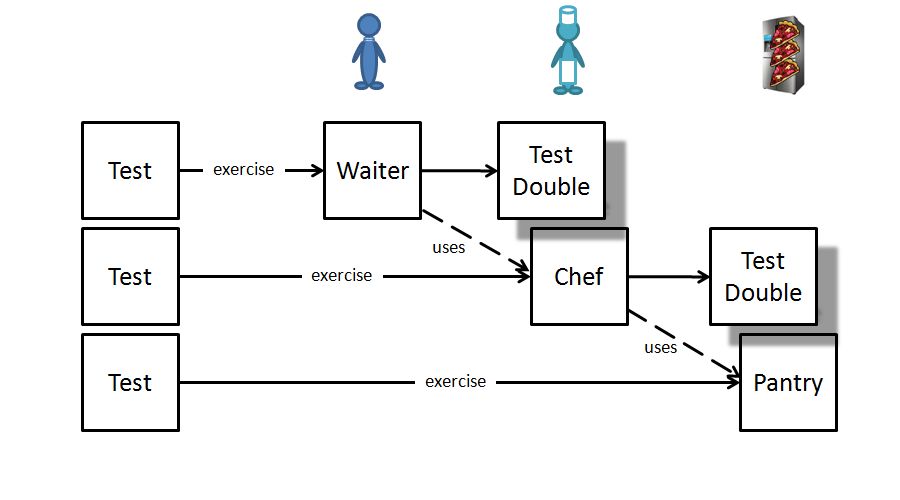 Test
exercise
Waiter
Test
Double
uses
Test
exercise
Chef
Test
Double
uses
Test
exercise
Pantry